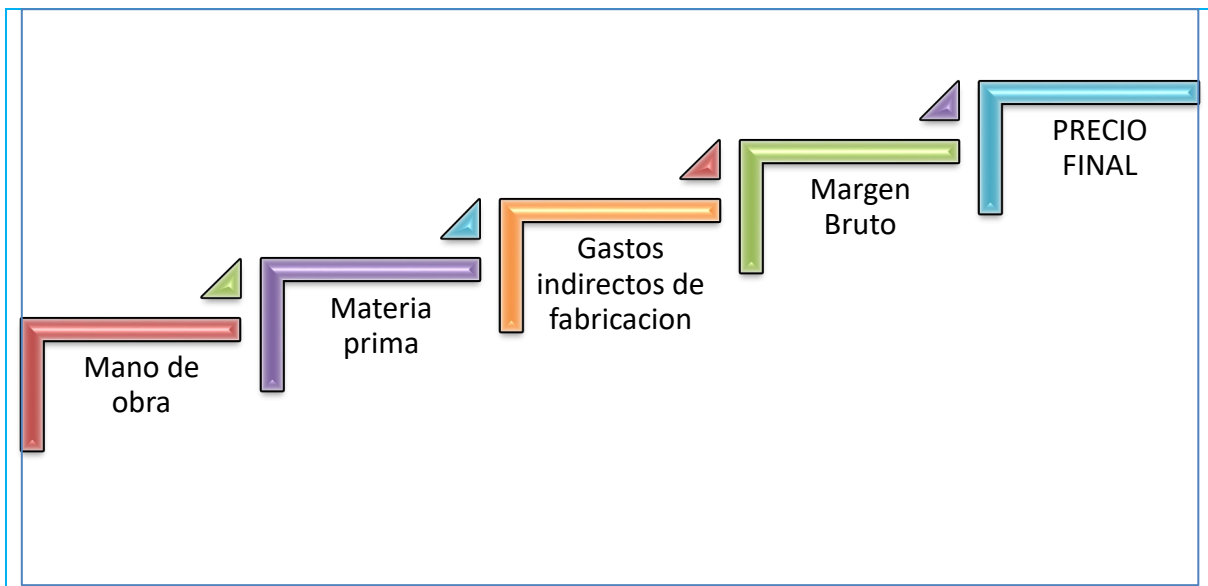 Mano de
obra
Materia
prima
Gastos
indirectos de
fabricacion
Margen
Bruto
PRECIO
FINAL